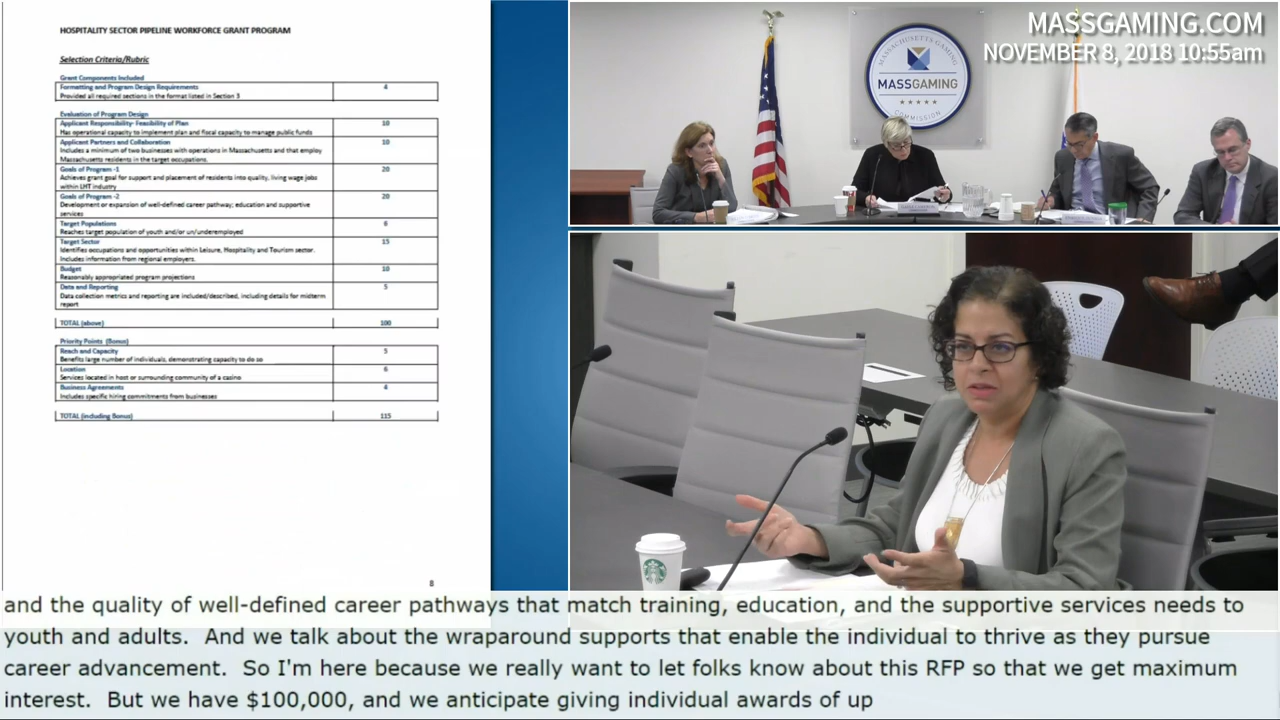 HOSPITALITY SECTOR PIPELINE WORKFORCE GRANT PROGRAM
Selection Criteria/Rubric
Grant Components Included
Formatting and Program Design Requirements 4
Provided all required sections in the format listed in Section 3
Evaluation of Program Design
Applicant Responsibility- Feasibility of Plan 10
Has operational capacity to implement plan and fiscal capacity to manage public funds
Applicant Partners and Collaboration 10
Includes a minimum of two businesses with operations in Massachusetts and that employ
Massachusetts residents in the target occupations.
Goals of Program -1 20
Achieves grant goal for support and placement of residents into quality, living wage jobs
within LHT industry
Goals of Program -2 20
Development or expansion of well-defined career pathway; education and supportive
services
Target Populations 6
Reaches target population of youth and/or un/underemployed
Target Sector 15
Identifies occupations and opportunities within Leisure, Hospitality and Tourism sector.
Includes information from regional employers.
Budget 10
Reasonably appropriated program projections
Data and Reporting 5
Data collection metrics and reporting are included/described, including details for midterm
report
TOTAL (above) 100
Priority Points (Bonus)
Reach and Capacity 5
Benefits large number of individuals, demonstrating capacity to do so
Location 6
Services located in host or surrounding community of a casino
Business Agreements 4
Includes specific hiring commitments from businesses
TOTAL (including Bonus) 115
8
MASSGAMING.COM
NOVEMBER 8, 2018 10:55am
MASSACHUSETTS GAMING
MASSGAMING
COMMISSION
and the quality of well-defined career pathways that match training, education, and the supportive services needs to
youth and adults.  And we talk about the wraparound supports that enable the individual to thrive as they pursue
career advancement.  So I'm here because we really want to let folks know about this RFP so that we get maximum
interest.  But we have $100,000, and we anticipate giving individual awards of up